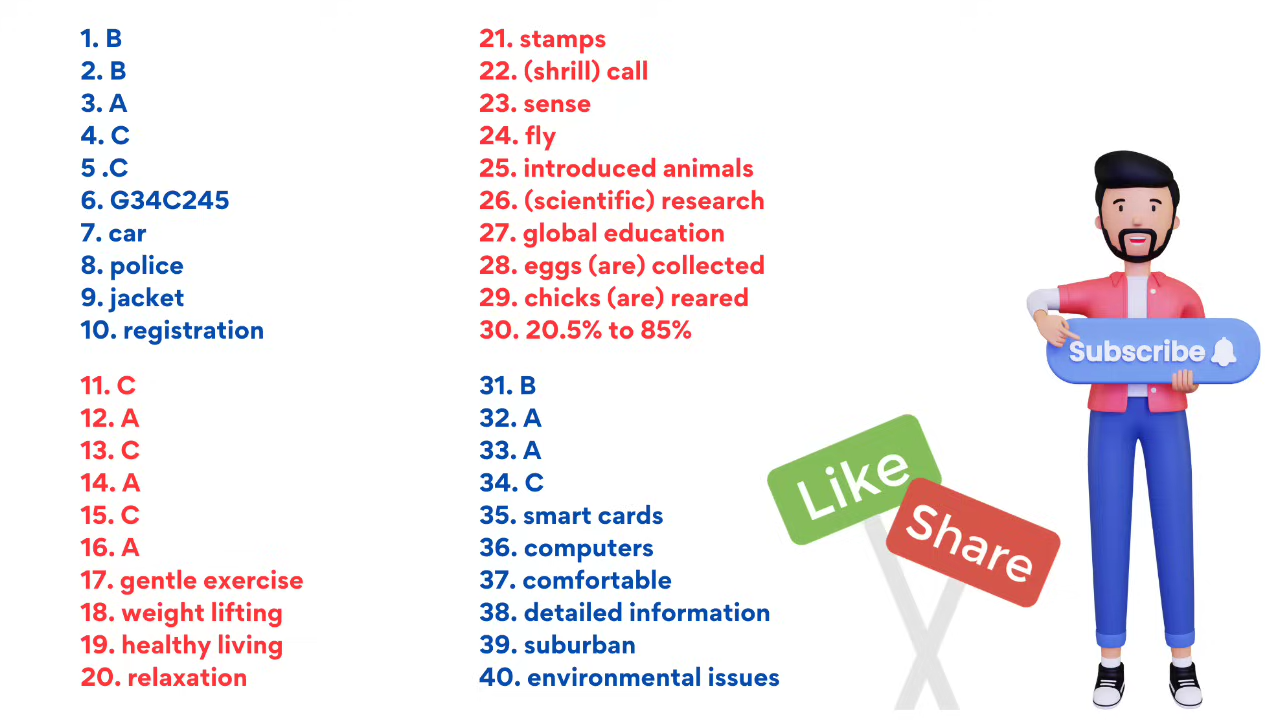 1. B
2. B
3. A
4. C
5 .C
6. G34C245
7. car
8. police
9. jacket
10. registration
11. C
12. A
13. C
14. A
15. C
16. A
17. gentle exercise
18. weight lifting
19. healthy living
20. relaxation
21. stamps
22. (shrill) call
23. sense
24. fly
25. introduced animals
26. (scientific) research
27. global education
28. eggs (are) collected
29. chicks (are) reared
30. 20.5% to 85%
31. B
32. A
33. A
34. C
35. smart cards
36. computers
37. comfortable
38. detailed information
39. suburban
40. environmental issues
Like
Share
Subscribe